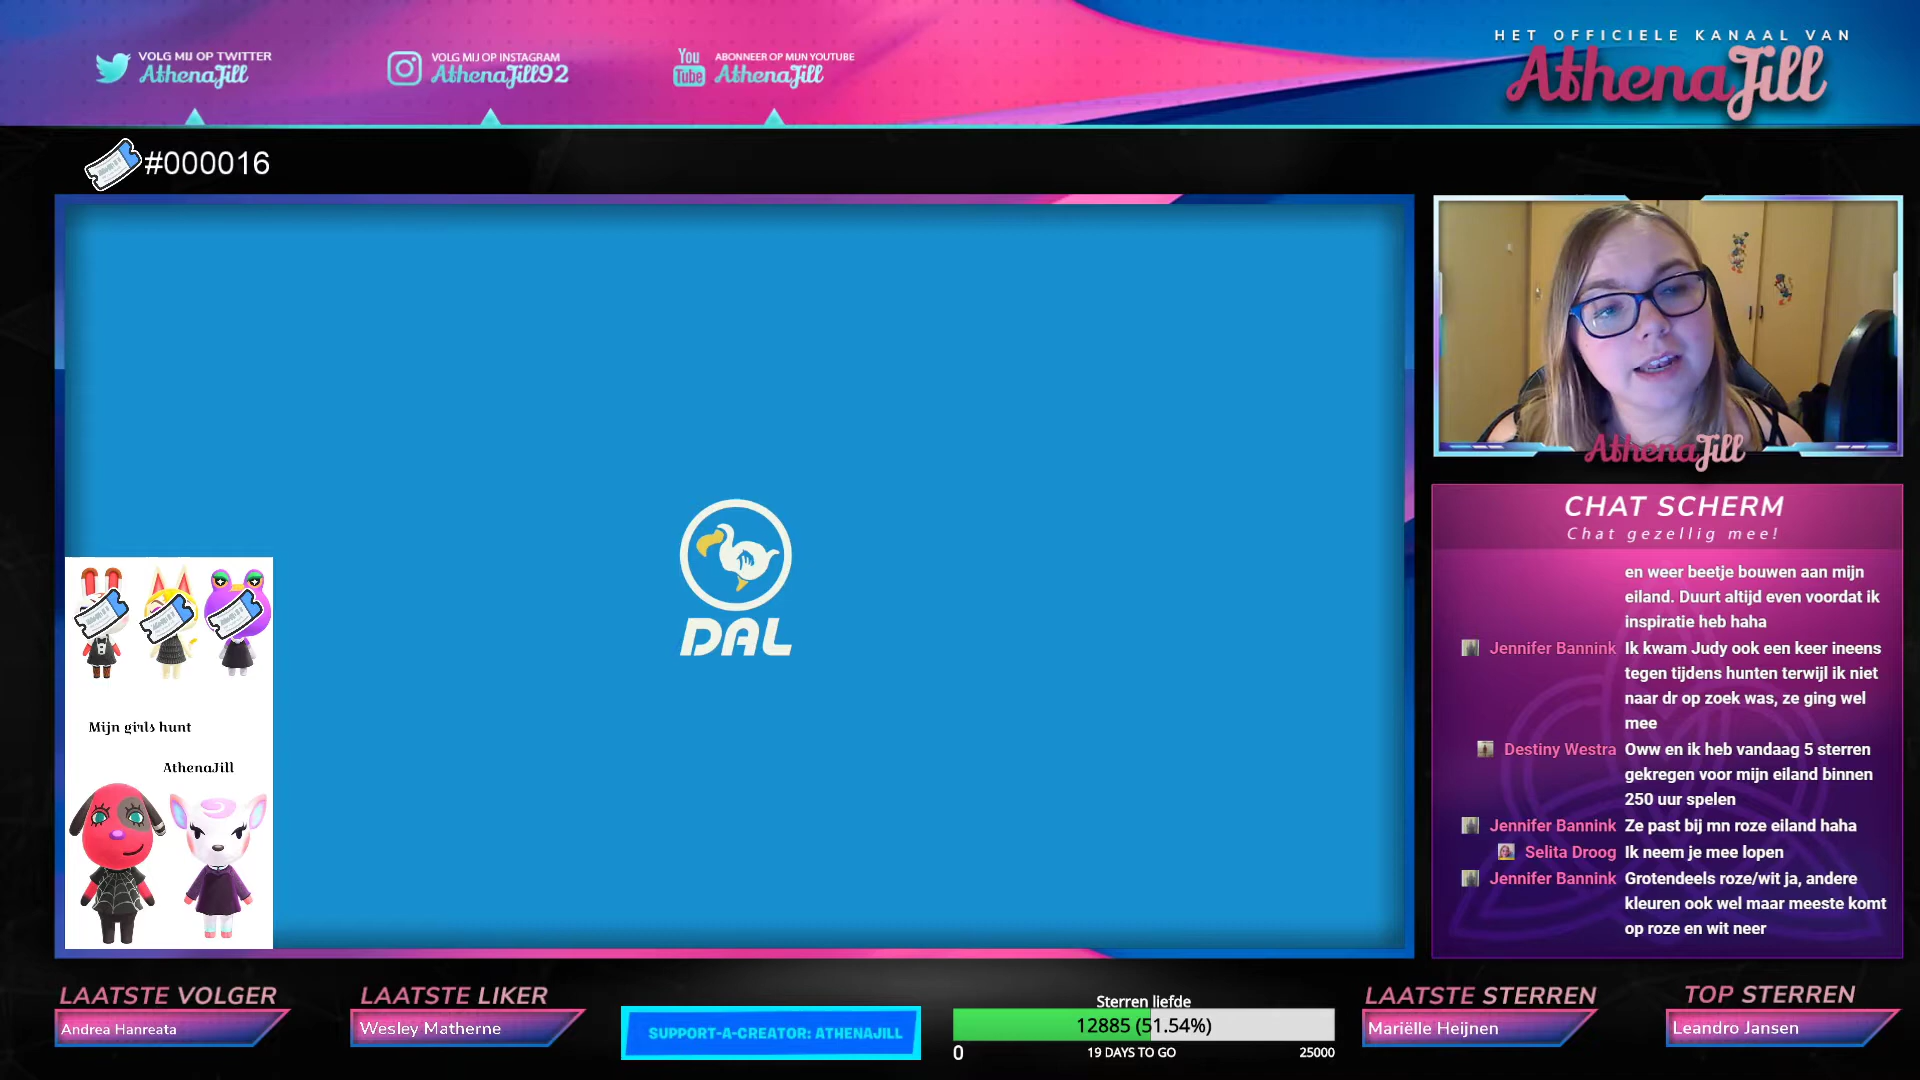 VOLG MIJ OP TWITTER
AthenaJill
VOLG MIJ OP INSTAGRAM
AthenaJill92
You
Tube
ABONNEER OP MIJN YOUTUBE
AthenaJill
HET OFFICIELE KANAAL VAN
AthenaJill
#000016
DAL
Mijn girls hunt
AthenaJill
AthenaJill
CHAT SCHERM
Chat gezellig mee!
en weer beetje bouwen aan mijn
eiland. Duurt altijd even voordat ik
inspiratie heb haha
Jennifer Bannink Ik kwam Judy ook een keer ineens
tegen tijdens hunten terwijl ik niet
naar dr op zoek was, ze ging wel
mee
Destiny Westra Oww en ik heb vandaag 5 sterren
gekregen voor mijn eiland binnen
250 uur spelen
Jennifer Bannink Ze past bij mn roze eiland haha
Selita Droog Ik neem je mee lopen
Jennifer Bannink Grotendeels roze/wit ja, andere
kleuren ook wel maar meeste komt
op roze en wit neer
LAATSTE VOLGER
Andrea Hanreata
LAATSTE LIKER
Wesley Matherne
SUPPORT-A-CREATOR: ATHENAJILL
Sterren liefde
12885 (51.54%)
0 19 DAYS TO GO 25000
LAATSTE STERREN
Mariëlle Heijnen
TOP STERREN
Leandro Jansen